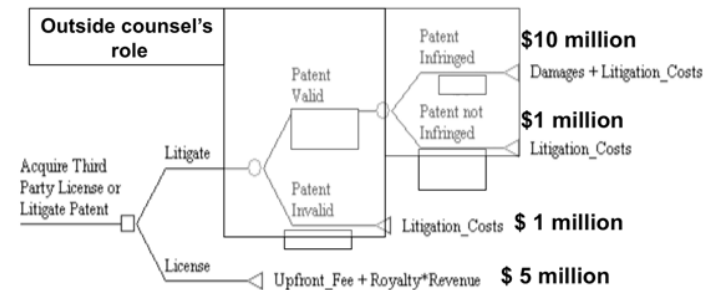 Outside counsel's
role
Patent
Infringed
$10 million
Damages + Litigation_Costs
Patent
Valid
Patent not
Infringed
$1 million
Litigation_Costs
Litigate
Acquire Third
Party License or
Litigate Patent
Patent
Invalid
Litigation_Costs $ 1 million
License
Upfront_Fee + Royalty*Revenue $ 5 million